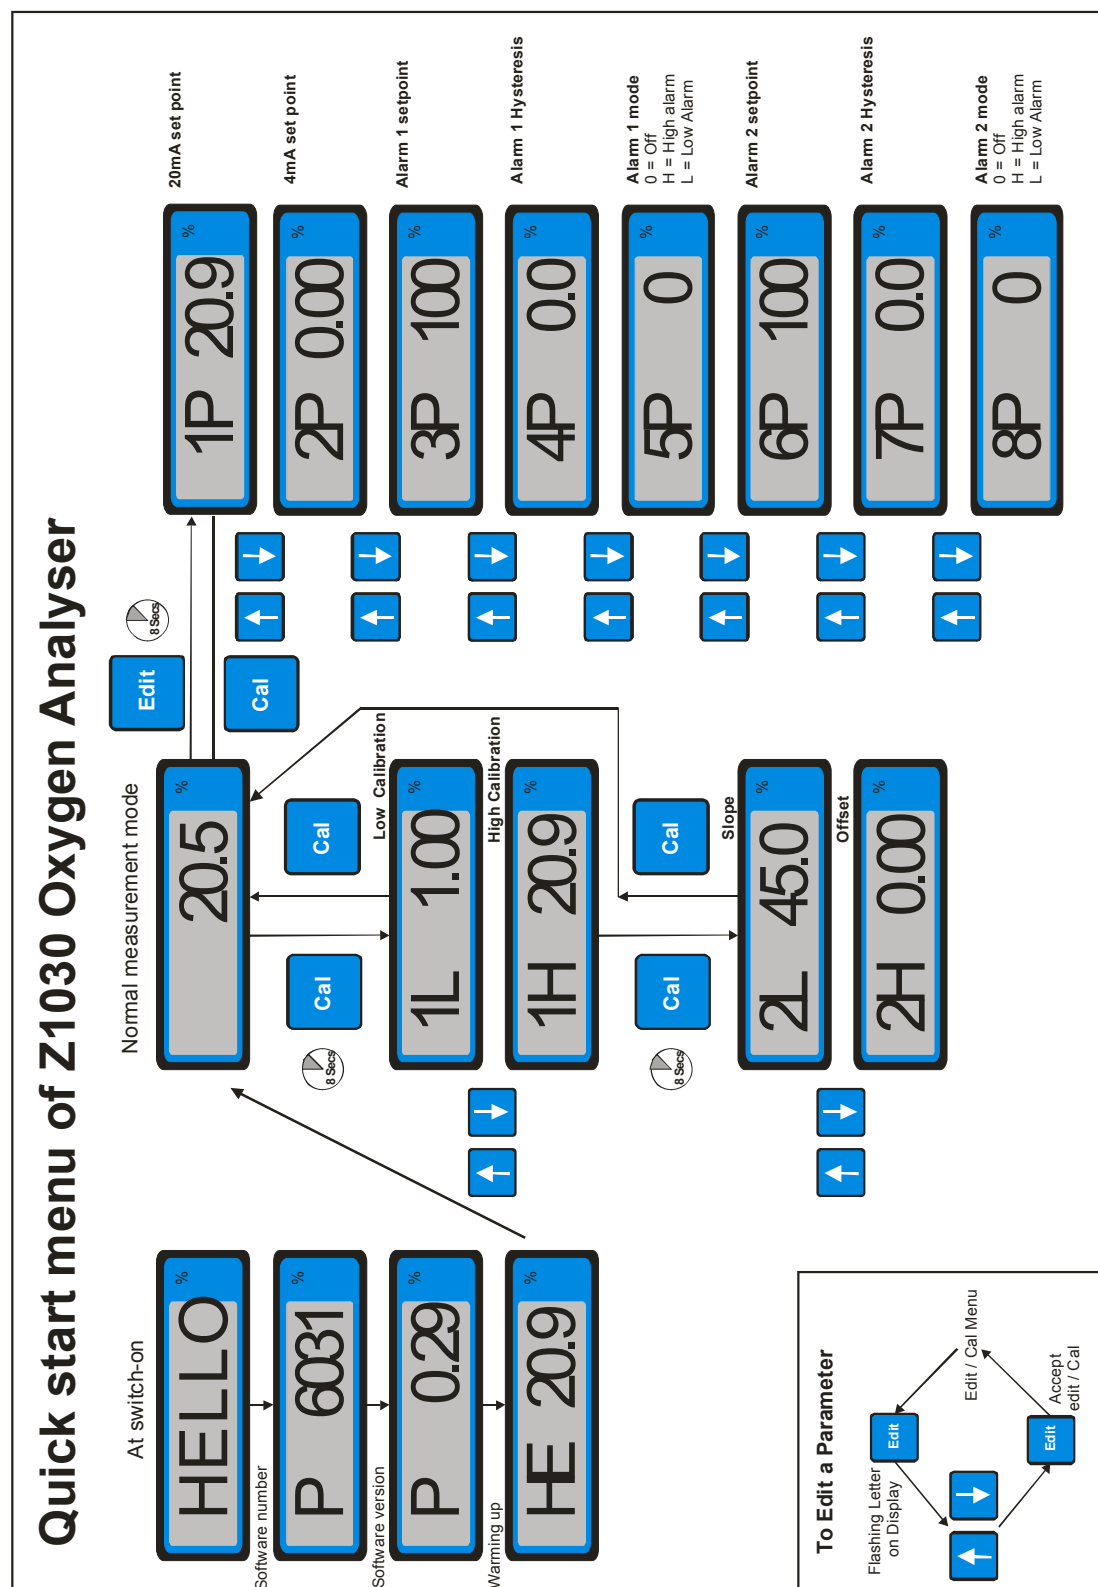 Quick start menu of Z1030 Oxygen Analyser
At switch-on
HELLO %
Software number
P 6031 %
Software version
P 0.29 %
Warming up
HE 20.9 %
Normal measurement mode
20.5 %
Cal
8 Secs
Cal
Low Calibration
1L 1.00 %
High Calibration
1H 20.9 %
Cal
8 Secs
Cal
Slope
2L 45.0 %
Offset
2H 0.00 %
Edit
8 Secs
Cal
1P 20.9 %
20mA set point
2P 0.00 %
4mA set point
3P 100 %
Alarm 1 setpoint
4P 0.0 %
Alarm 1 Hysteresis
5P 0 %
Alarm 1 mode
0 = Off
H = High alarm
L = Low Alarm
6P 100 %
Alarm 2 setpoint
7P 0.0 %
Alarm 2 Hysteresis
8P 0 %
Alarm 2 mode
0 = Off
H = High alarm
L = Low Alarm
To Edit a Parameter
Flashing Letter
on Display
Edit
Edit / Cal Menu
Edit
Accept
edit / Cal